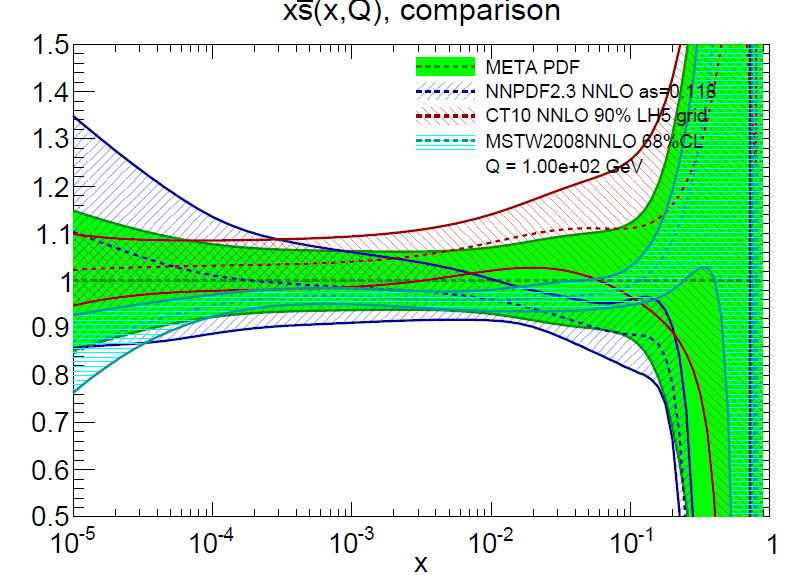 xs̅(x,Q), comparison
META PDF
NNPDF2.3 NNLO as=0.118
CT10 NNLO 90% LH5 grid
MSTW2008NNLO 68%CL
Q = 1.00e+02 GeV
1.5
1.4
1.3
1.2
1.1
1
0.9
0.8
0.7
0.6
0.5
10⁻⁵ 10⁻⁴ 10⁻³ 10⁻² 10⁻¹ 1
x